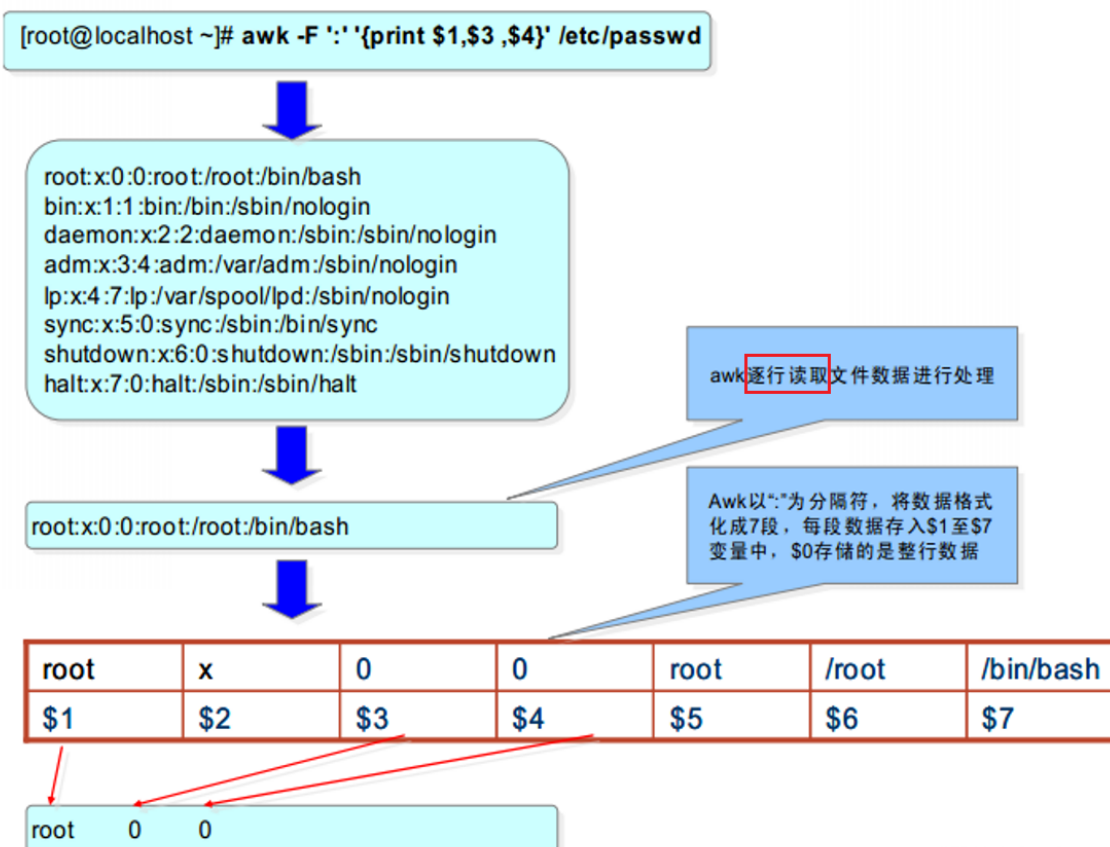 [root@localhost ~]# awk -F ':' '{print $1,$3 ,$4}' /etc/passwd
root:x:0:0:root:/root:/bin/bash
bin:x:1:1:bin:/bin:/sbin/nologin
daemon:x:2:2:daemon:/sbin:/sbin/nologin
adm:x:3:4:adm:/var/adm:/sbin/nologin
lp:x:4:7:lp:/var/spool/lpd:/sbin/nologin
sync:x:5:0:sync:/sbin:/bin/sync
shutdown:x:6:0:shutdown:/sbin:/sbin/shutdown
halt:x:7:0:halt:/sbin:/sbin/halt
awk逐行读取文件数据进行处理
Awk以“:”为分隔符，将数据格式
化成7段，每段数据存入$1至$7
变量中，$0存储的是整行数据
root:x:0:0:root:/root:/bin/bash
root x 0 0 root /root /bin/bash
$1 $2 $3 $4 $5 $6 $7
root 0 0